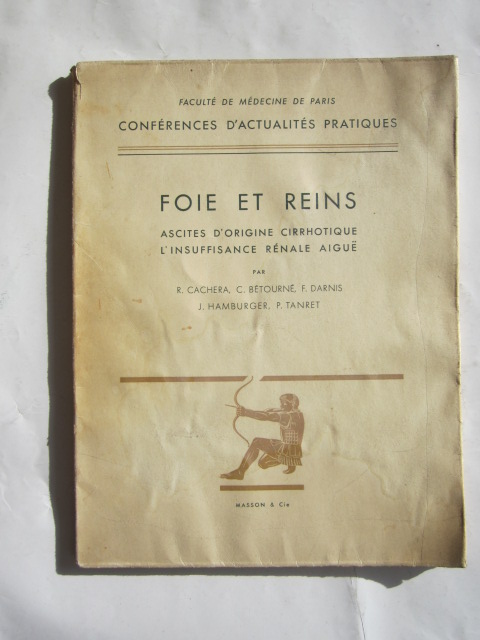 FACULTÉ DE MÉDECINE DE PARIS
CONFÉRENCES D'ACTUALITÉS PRATIQUES
FOIE ET REINS
ASCITES D'ORIGINE CIRRHOTIQUE
L'INSUFFISANCE RÉNALE AIGUË
PAR
R. CACHERA, C. BÉTOURNÉ, F. DARNIS
J. HAMBURGER, P. TANRET
MASSON & Cie